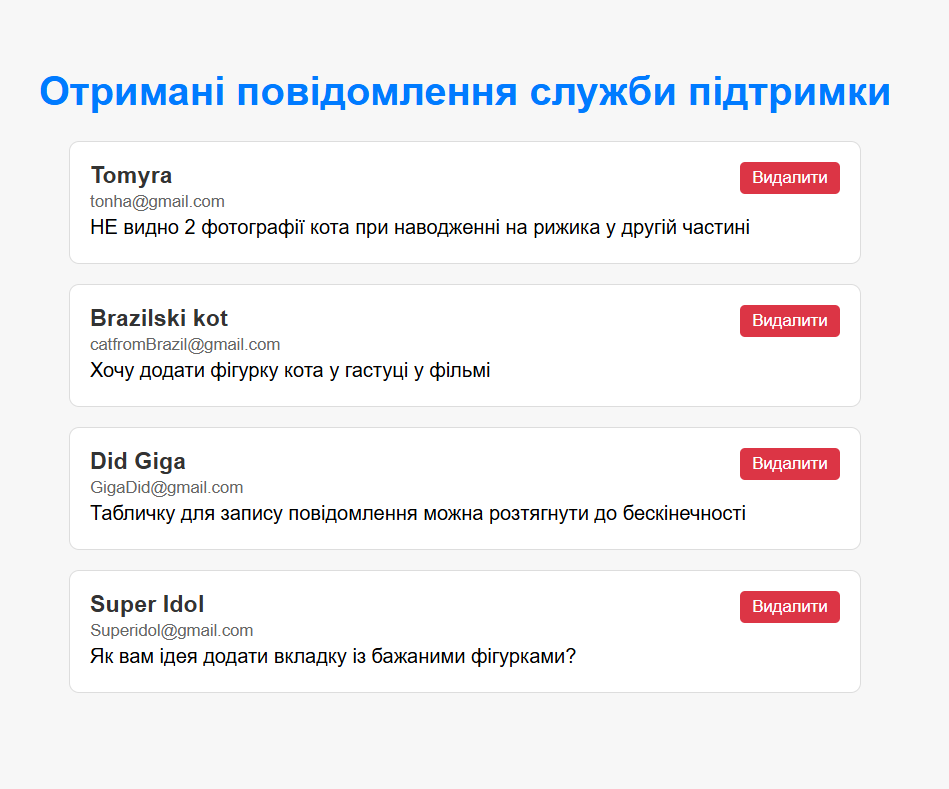 Отримані повідомлення служби підтримки
Tomyra
Видалити
tonha@gmail.com
НЕ видно 2 фотографії кота при наводженні на рижика у другій частині
Brazilski kot
Видалити
catfromBrazil@gmail.com
Хочу додати фігурку кота у гастуці у фільмі
Did Giga
Видалити
GigaDid@gmail.com
Табличку для запису повідомлення можна розтягнути до бескінечності
Super Idol
Видалити
Superidol@gmail.com
Як вам ідея додати вкладку із бажаними фігурками?